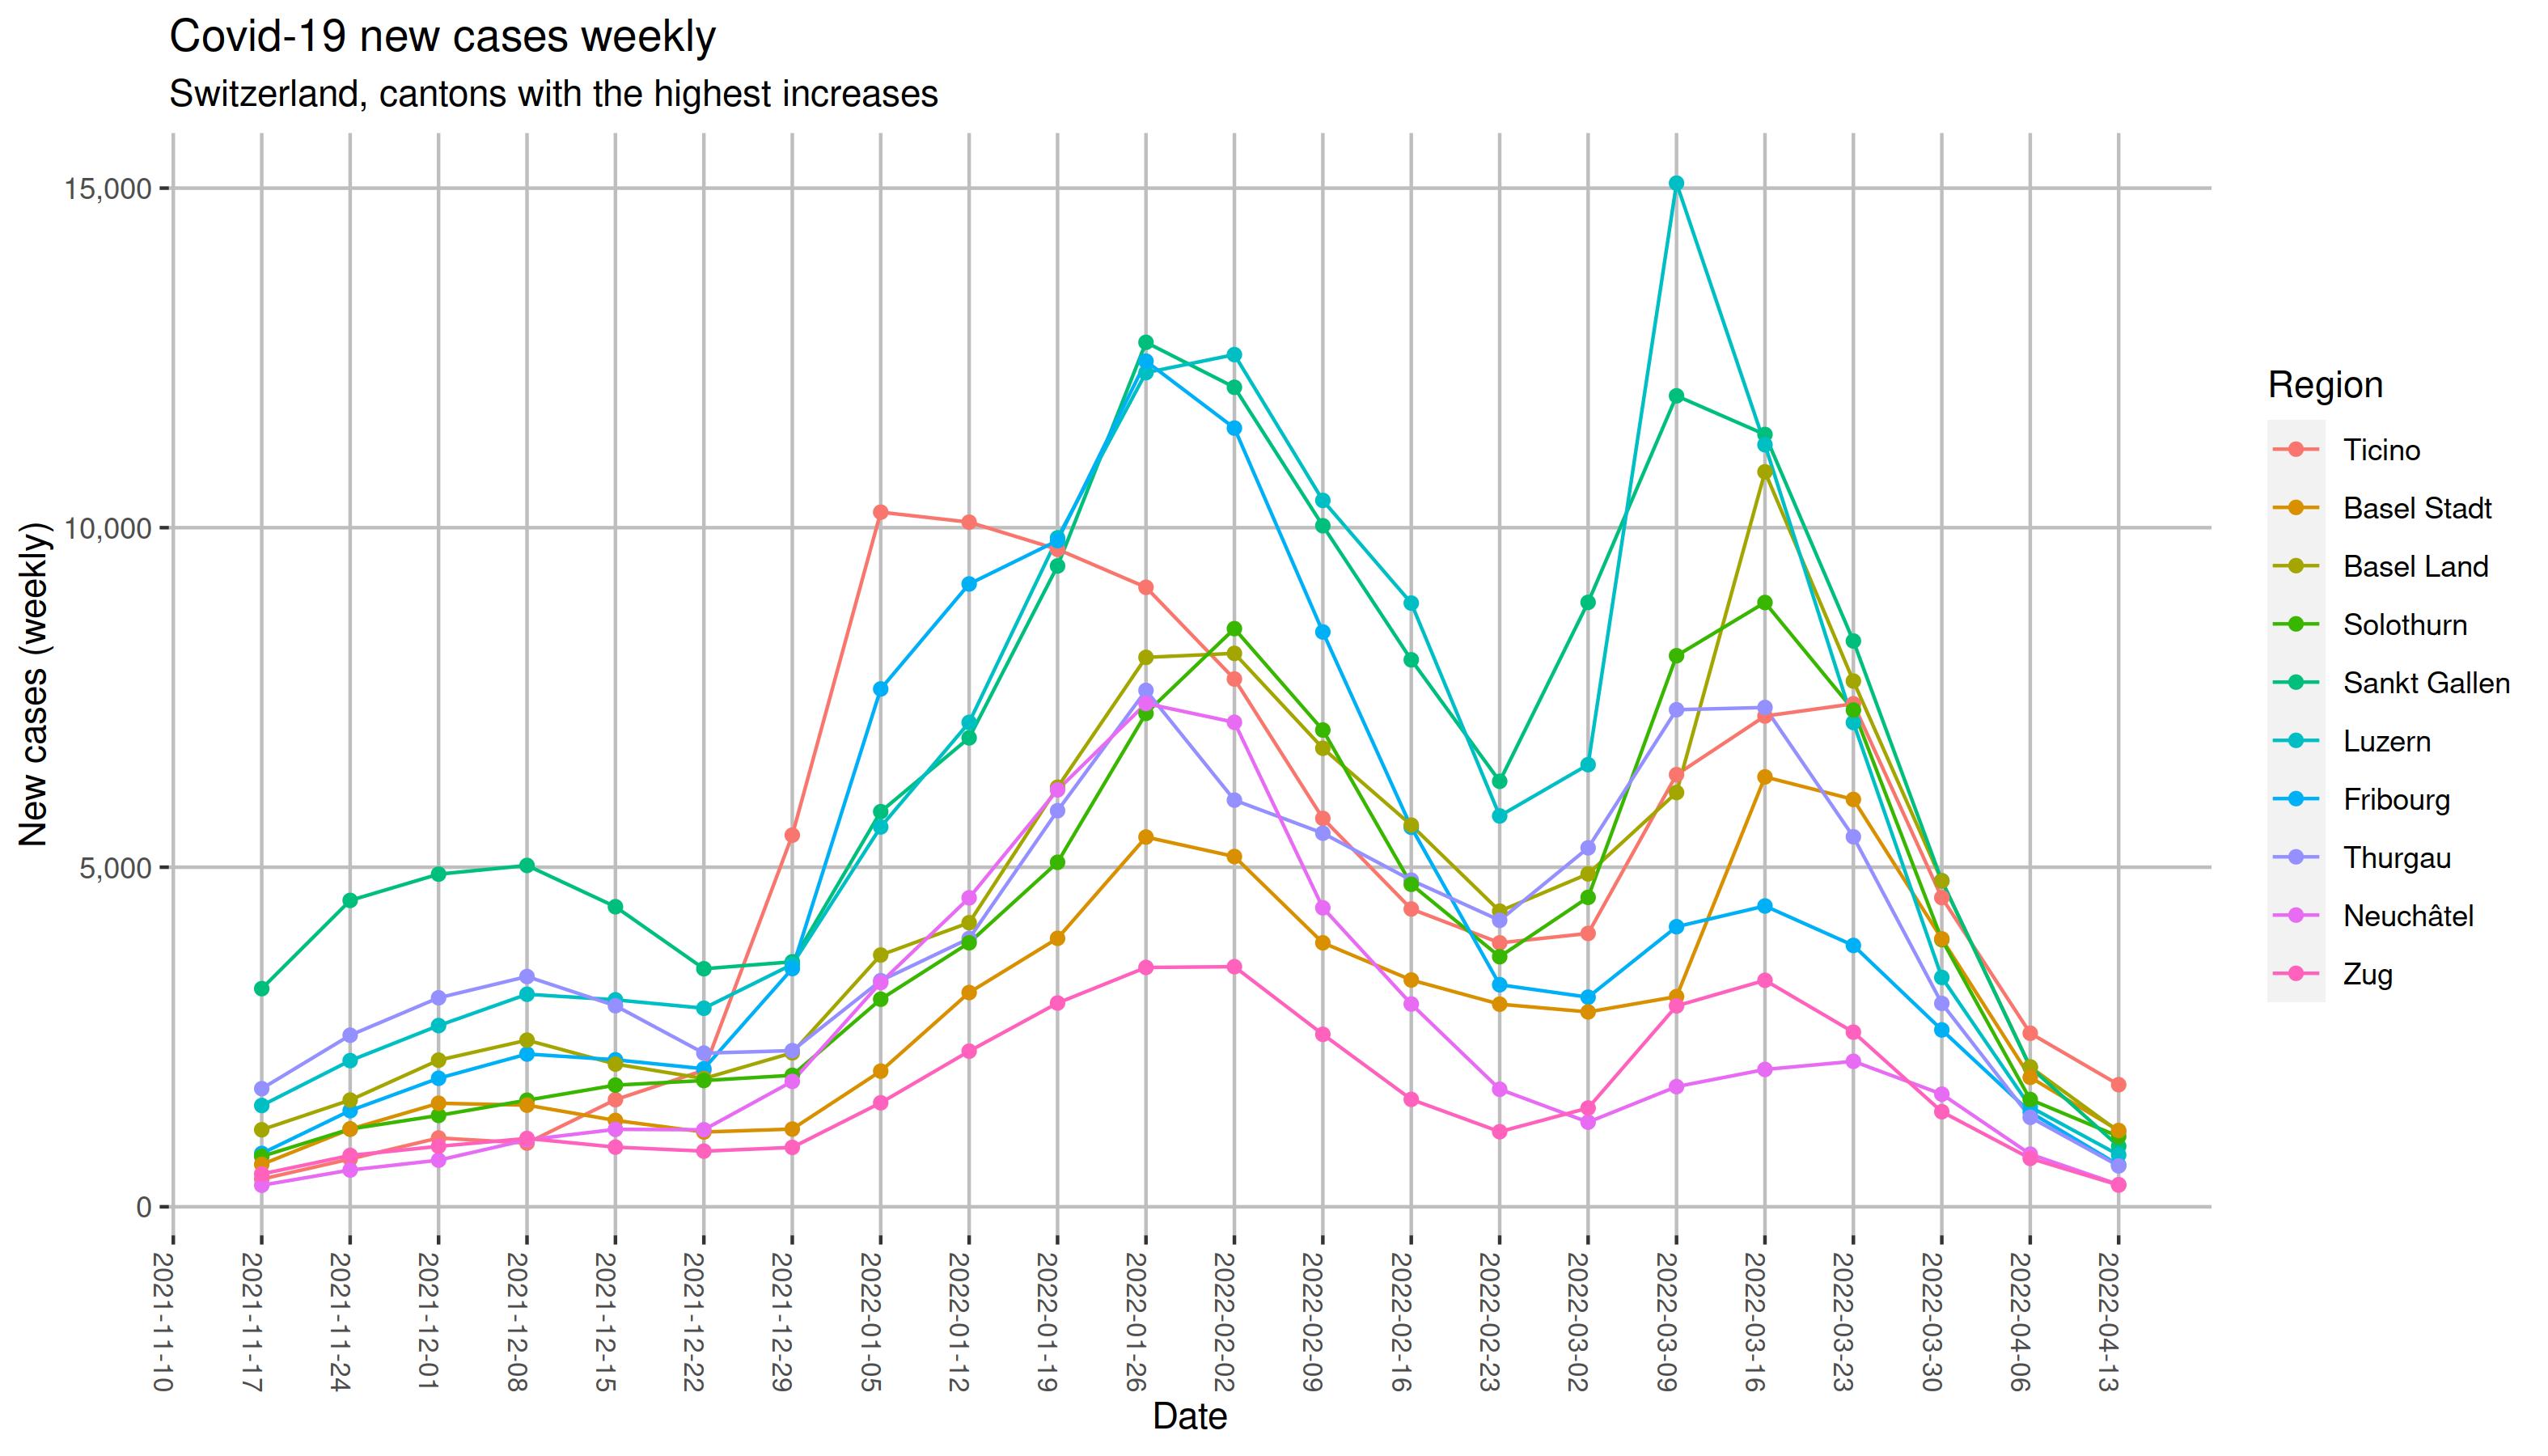 Covid-19 new cases weekly
Switzerland, cantons with the highest increases
New cases (weekly)
15,000
10,000
5,000
0
2021-11-10
2021-11-17
2021-11-24
2021-12-01
2021-12-08
2021-12-15
2021-12-22
2021-12-29
2022-01-05
2022-01-12
2022-01-19
2022-01-26
2022-02-02
2022-02-09
2022-02-16
2022-02-23
2022-03-02
2022-03-09
2022-03-16
2022-03-23
2022-03-30
2022-04-06
2022-04-13
Date
Region
Ticino
Basel Stadt
Basel Land
Solothurn
Sankt Gallen
Luzern
Fribourg
Thurgau
Neuchâtel
Zug